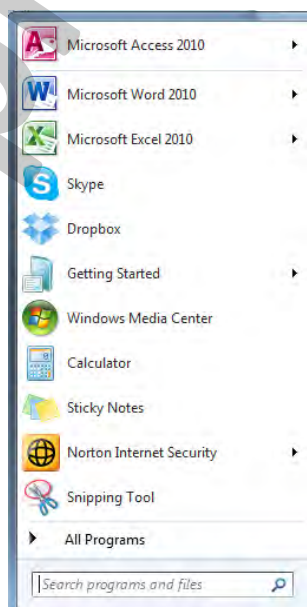 Microsoft Access 2010
Microsoft Word 2010
Microsoft Excel 2010
Skype
Dropbox
Getting Started
Windows Media Center
Calculator
Sticky Notes
Norton Internet Security
Snipping Tool
All Programs
Search programs and files